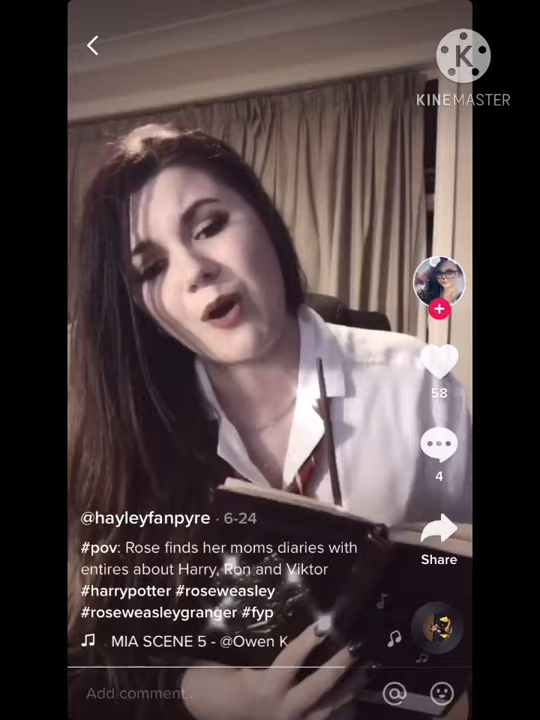 K
KINEMASTER
58
4
Share
@hayleyfanpyre · 6-24
#pov: Rose finds her moms diaries with
entires about Harry, Ron and Viktor
#harrypotter #roseweasley
#roseweasleygranger #fyp
MIA SCENE 5 - @Owen K
Add comment..
@